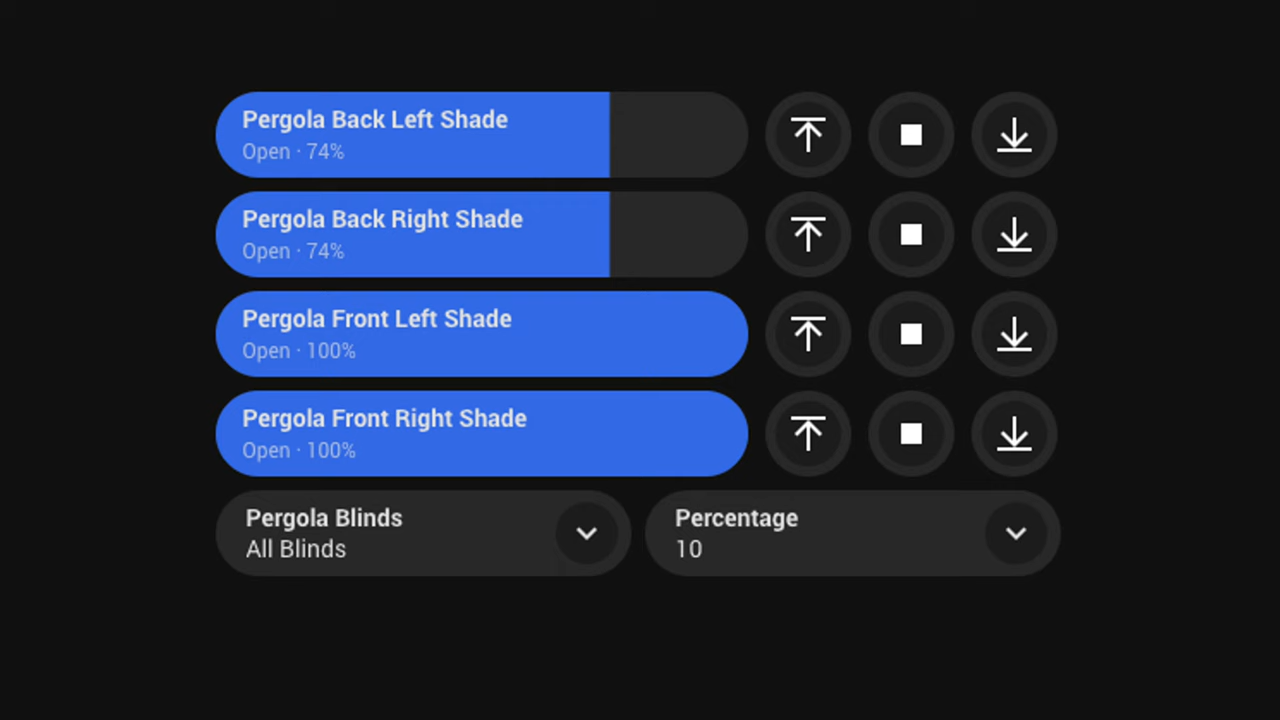 Pergola Back Left Shade
Open · 74%
Pergola Back Right Shade
Open · 74%
Pergola Front Left Shade
Open · 100%
Pergola Front Right Shade
Open · 100%
Pergola Blinds
All Blinds
Percentage
10